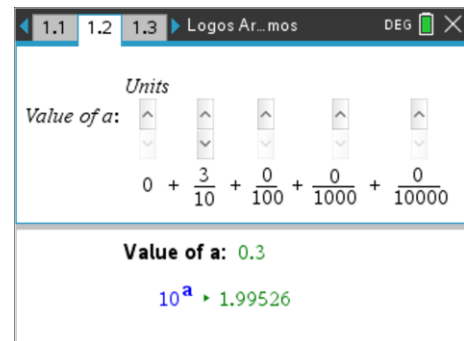 1.1 1.2 1.3 Logos Ar...mos DEG
Units
Value of a:
0 + 3/10 + 0/100 + 0/1000 + 0/10000
Value of a: 0.3
10^a ▸ 1.99526